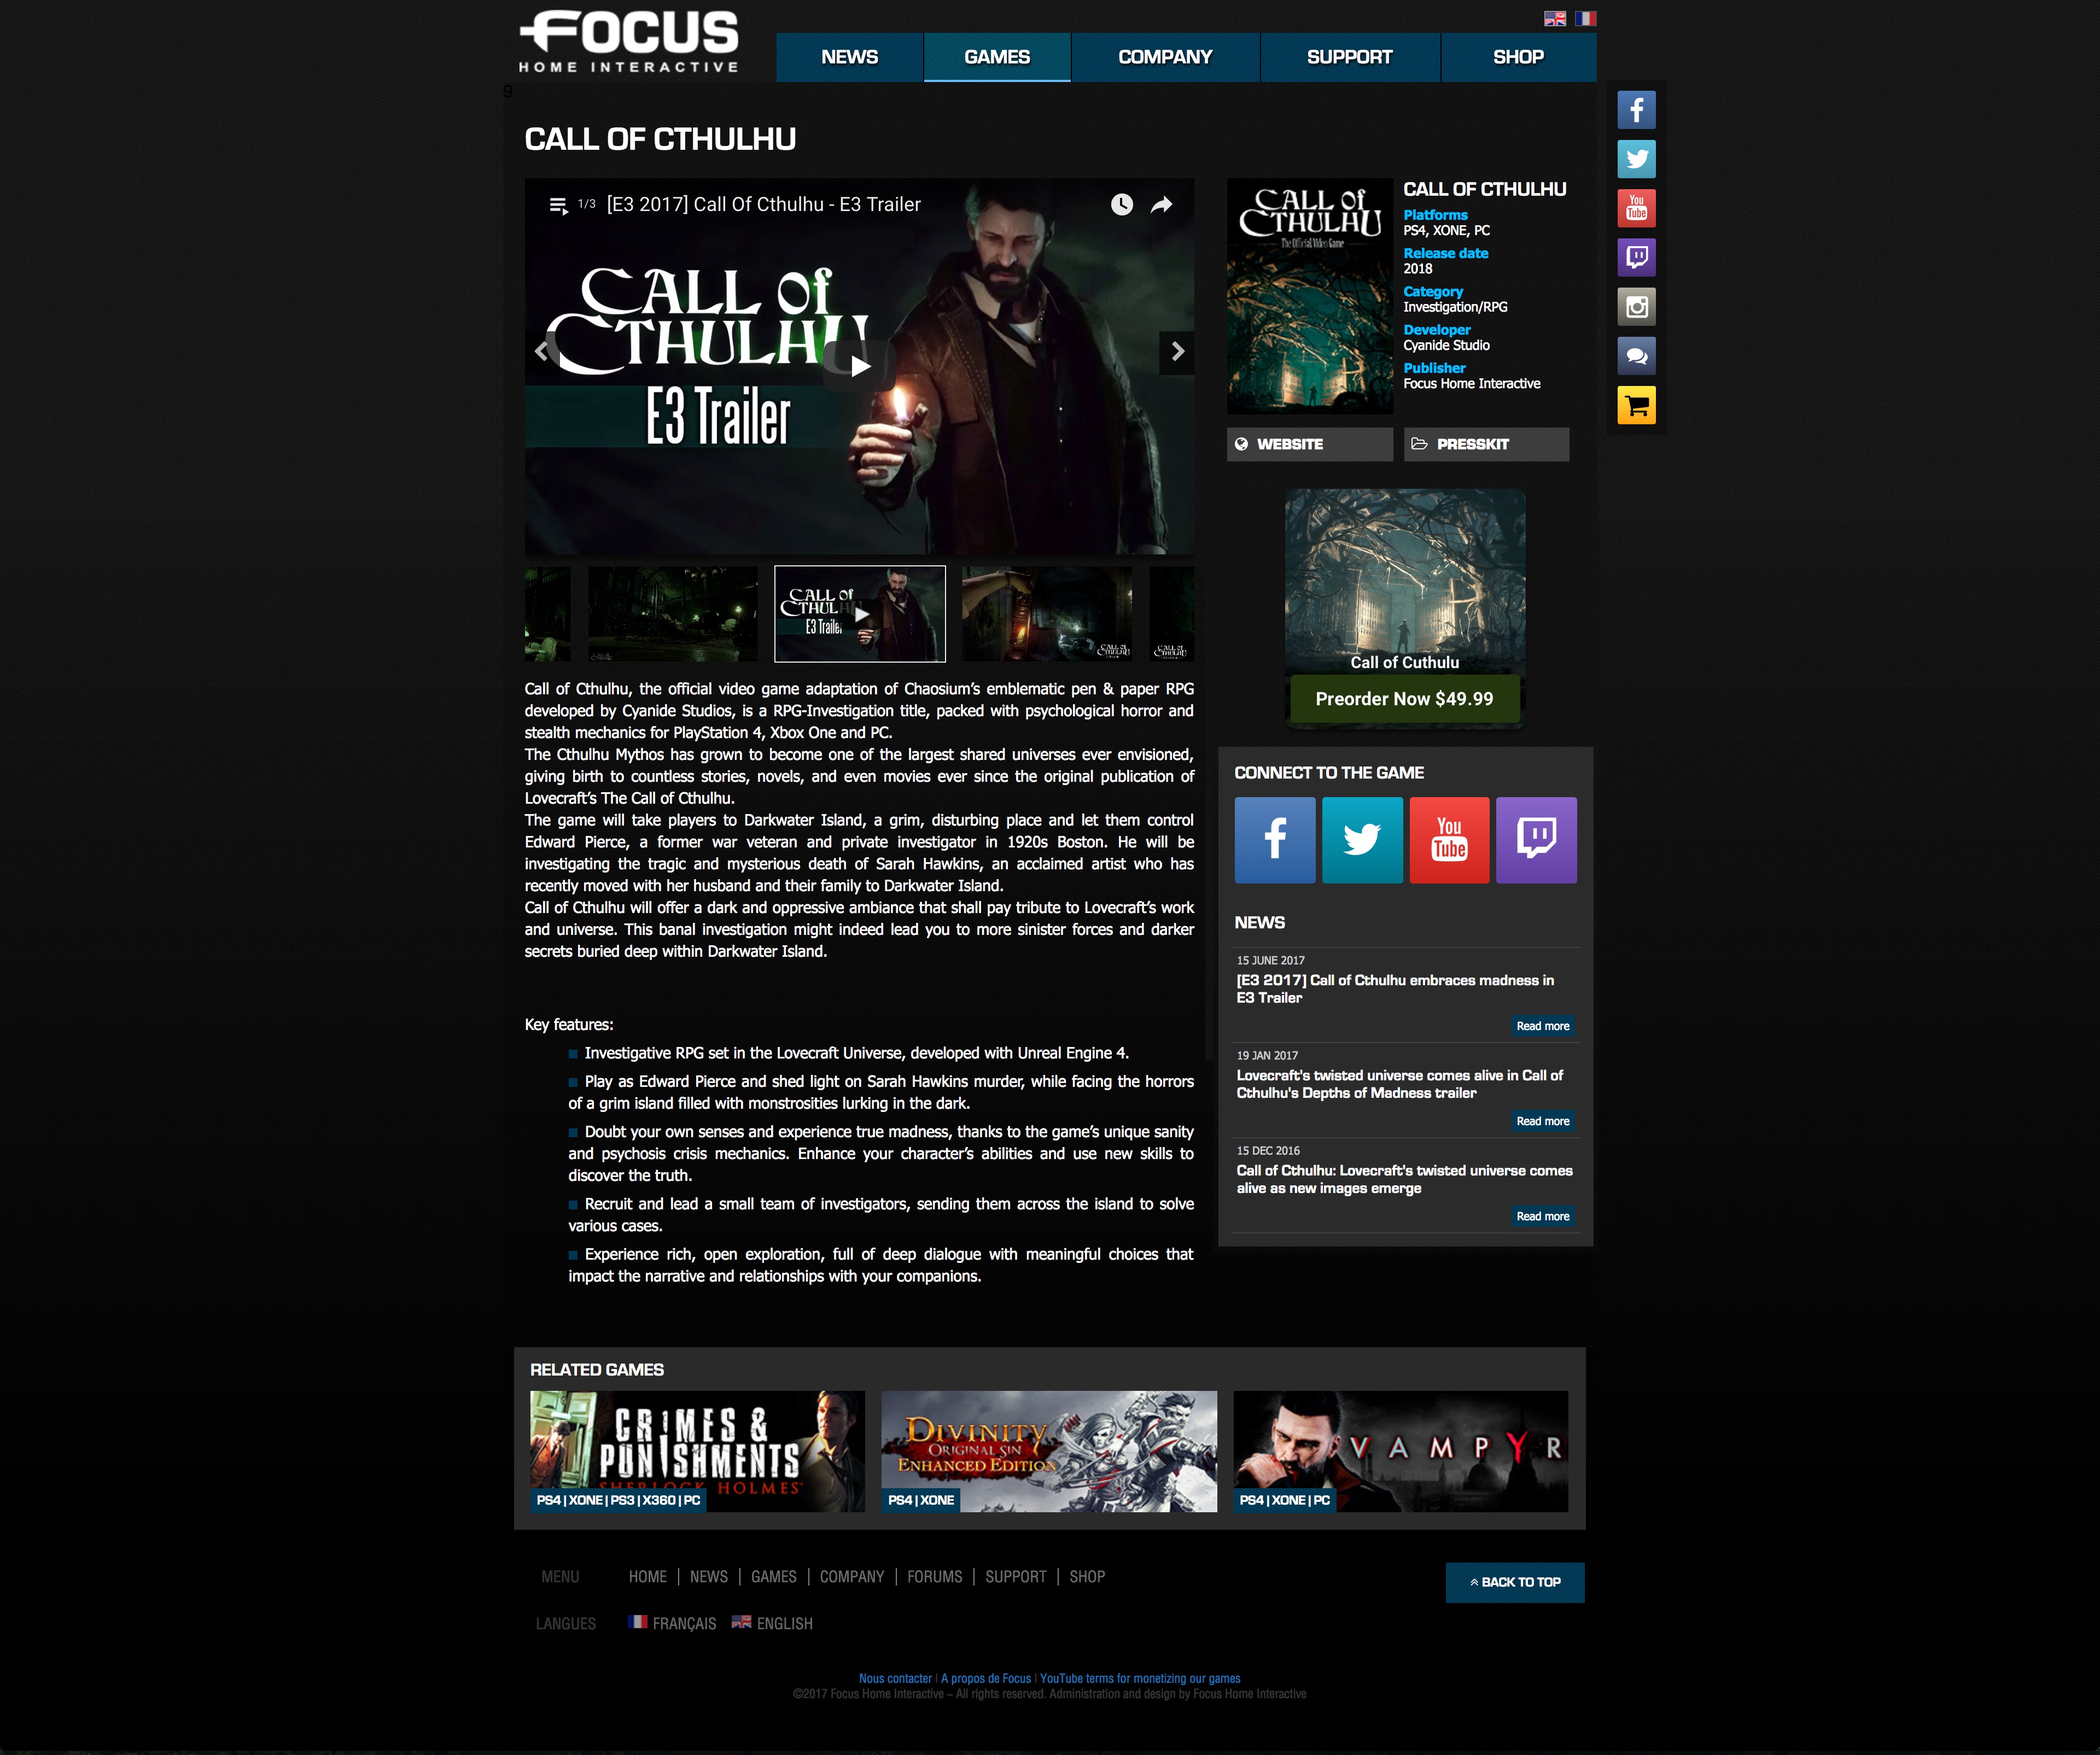 FOCUS
HOME INTERACTIVE
NEWS
GAMES
COMPANY
SUPPORT
SHOP
9
CALL OF CTHULHU
1/3 [E3 2017] Call Of Cthulhu - E3 Trailer
CALL of
CTHULHU
E3 Trailer
CALL of
CTHULHU
E3 Trailer
CALL of
CTHULHU
CALL of
CTHULHU
Call of Cthulhu, the official video game adaptation of Chaosium's emblematic pen & paper RPG
developed by Cyanide Studios, is a RPG-Investigation title, packed with psychological horror and
stealth mechanics for PlayStation 4, Xbox One and PC.
The Cthulhu Mythos has grown to become one of the largest shared universes ever envisioned,
giving birth to countless stories, novels, and even movies ever since the original publication of
Lovecraft's The Call of Cthulhu.
The game will take players to Darkwater Island, a grim, disturbing place and let them control
Edward Pierce, a former war veteran and private investigator in 1920s Boston. He will be
investigating the tragic and mysterious death of Sarah Hawkins, an acclaimed artist who has
recently moved with her husband and their family to Darkwater Island.
Call of Cthulhu will offer a dark and oppressive ambiance that shall pay tribute to Lovecraft's work
and universe. This banal investigation might indeed lead you to more sinister forces and darker
secrets buried deep within Darkwater Island.
Key features:
Investigative RPG set in the Lovecraft Universe, developed with Unreal Engine 4.
Play as Edward Pierce and shed light on Sarah Hawkins murder, while facing the horrors
of a grim island filled with monstrosities lurking in the dark.
Doubt your own senses and experience true madness, thanks to the game's unique sanity
and psychosis crisis mechanics. Enhance your character's abilities and use new skills to
discover the truth.
Recruit and lead a small team of investigators, sending them across the island to solve
various cases.
Experience rich, open exploration, full of deep dialogue with meaningful choices that
impact the narrative and relationships with your companions.
CALL of
CTHULHU
The Official Video Game
CALL OF CTHULHU
Platforms
PS4, XONE, PC
Release date
2018
Category
Investigation/RPG
Developer
Cyanide Studio
Publisher
Focus Home Interactive
WEBSITE
PRESSKIT
You
Tube
Call of Cuthulu
Preorder Now $49.99
CONNECT TO THE GAME
You
Tube
NEWS
15 JUNE 2017
[E3 2017] Call of Cthulhu embraces madness in
E3 Trailer
Read more
19 JAN 2017
Lovecraft's twisted universe comes alive in Call of
Cthulhu's Depths of Madness trailer
Read more
15 DEC 2016
Call of Cthulhu: Lovecraft's twisted universe comes
alive as new images emerge
Read more
RELATED GAMES
CRIMES &
PUNISHMENTS
SHERLOCK HOLMES
PS4 | XONE | PS3 | X360 | PC
DIVINITY
ORIGINAL SIN
ENHANCED EDITION
PS4 | XONE
VAMPYR
PS4 | XONE | PC
MENU HOME | NEWS | GAMES | COMPANY | FORUMS | SUPPORT | SHOP
BACK TO TOP
LANGUES FRANÇAIS ENGLISH
Nous contacter | A propos de Focus | YouTube terms for monetizing our games
©2017 Focus Home Interactive – All rights reserved. Administration and design by Focus Home Interactive